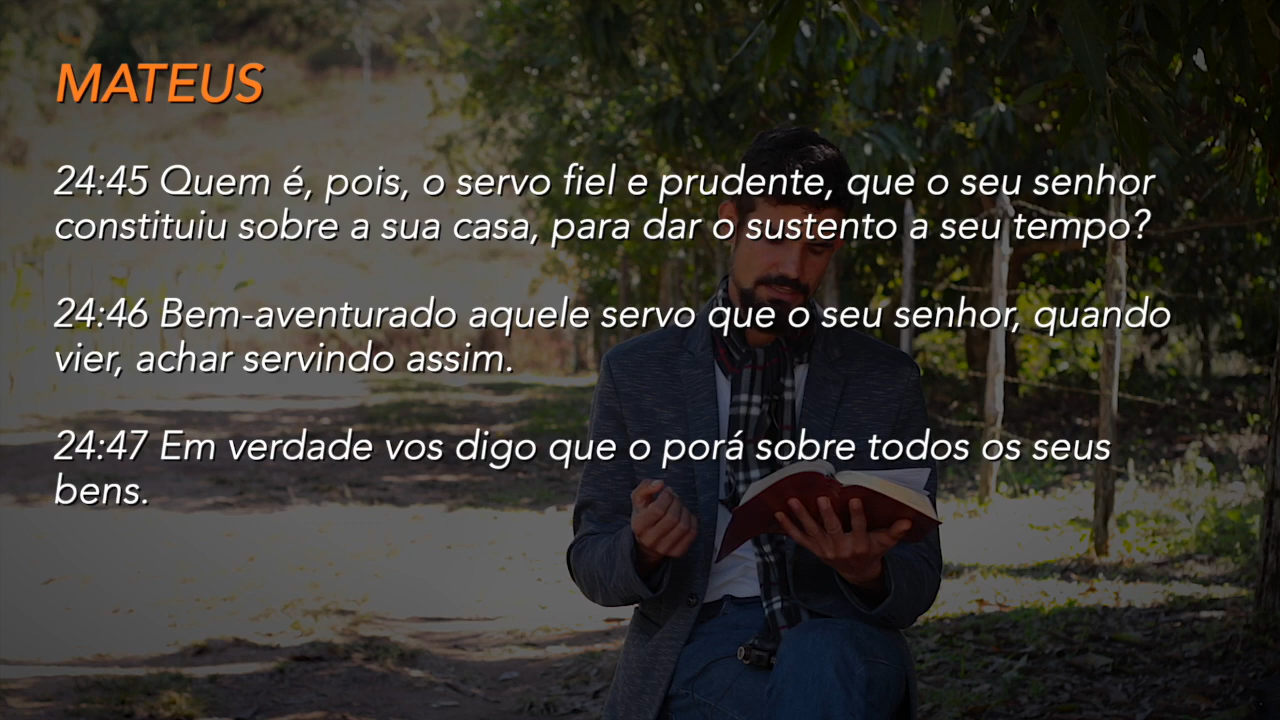 MATEUS
24:45 Quem é, pois, o servo fiel e prudente, que o seu senhor
constituiu sobre a sua casa, para dar o sustento a seu tempo?
24:46 Bem-aventurado aquele servo que o seu senhor, quando
vier, achar servindo assim.
24:47 Em verdade vos digo que o porá sobre todos os seus
bens.